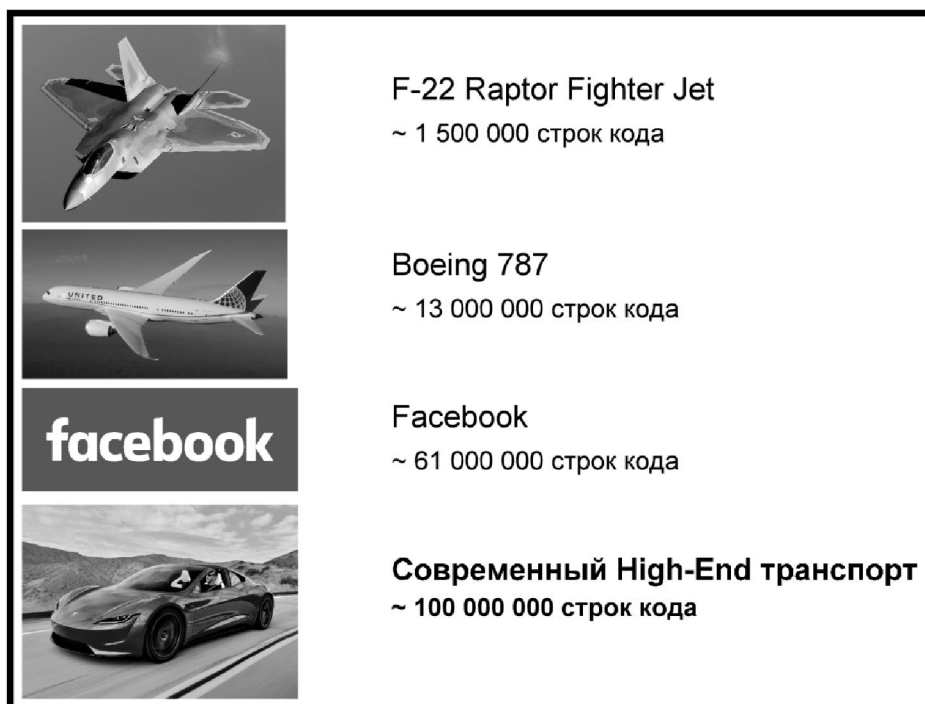 F-22 Raptor Fighter Jet
~ 1 500 000 строк кода
UNITED
Boeing 787
~ 13 000 000 строк кода
facebook
Facebook
~ 61 000 000 строк кода
Современный High-End транспорт
~ 100 000 000 строк кода